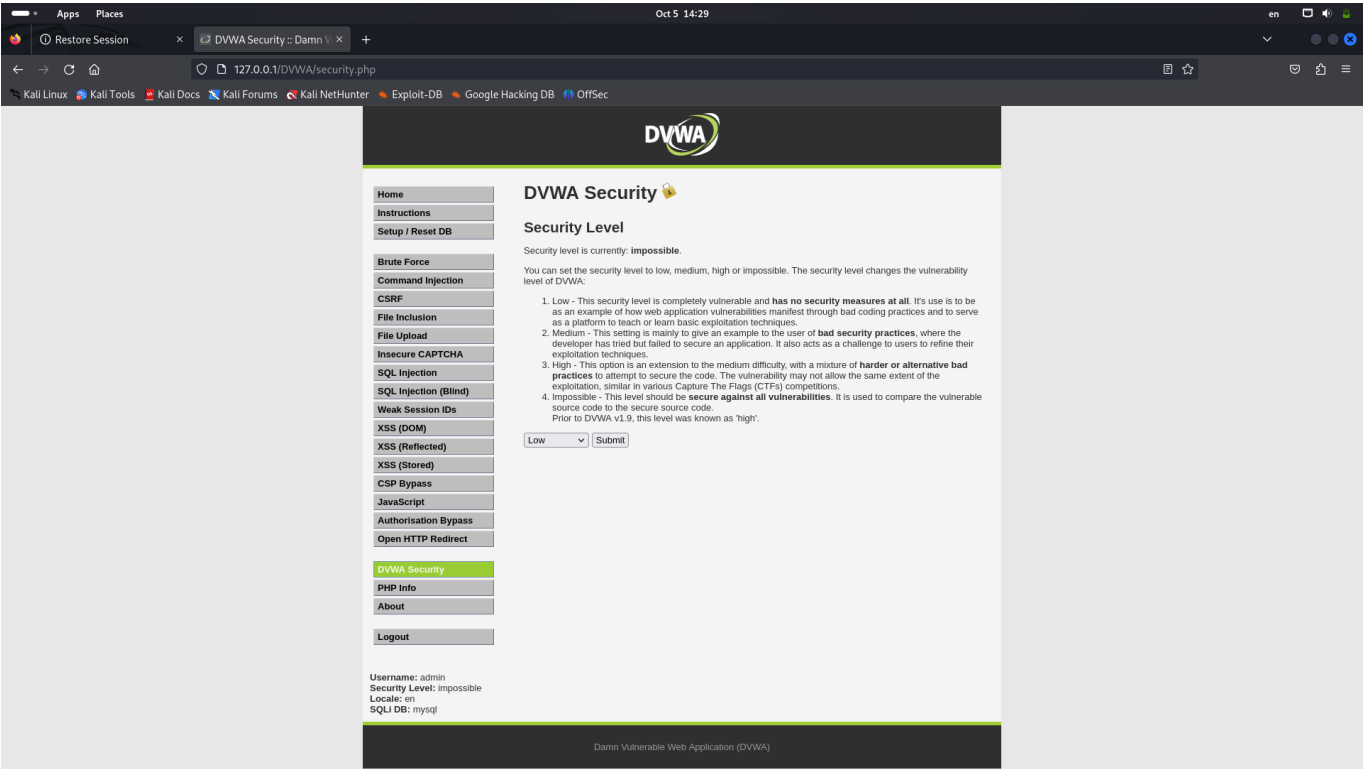 Apps Places
Oct 5 14:29
en
Restore Session
DVWA Security :: Damn V
127.0.0.1/DVWA/security.php
Kali Linux Kali Tools Kali Docs Kali Forums Kali NetHunter Exploit-DB Google Hacking DB OffSec
DVWA
Home
Instructions
Setup / Reset DB
Brute Force
Command Injection
CSRF
File Inclusion
File Upload
Insecure CAPTCHA
SQL Injection
SQL Injection (Blind)
Weak Session IDs
XSS (DOM)
XSS (Reflected)
XSS (Stored)
CSP Bypass
JavaScript
Authorisation Bypass
Open HTTP Redirect
DVWA Security
PHP Info
About
Logout
Username: admin
Security Level: impossible
Locale: en
SQLi DB: mysql
DVWA Security
Security Level
Security level is currently: impossible.
You can set the security level to low, medium, high or impossible. The security level changes the vulnerability
level of DVWA:
1. Low - This security level is completely vulnerable and has no security measures at all. It's use is to be
as an example of how web application vulnerabilities manifest through bad coding practices and to serve
as a platform to teach or learn basic exploitation techniques.
2. Medium - This setting is mainly to give an example to the user of bad security practices, where the
developer has tried but failed to secure an application. It also acts as a challenge to users to refine their
exploitation techniques.
3. High - This option is an extension to the medium difficulty, with a mixture of harder or alternative bad
practices to attempt to secure the code. The vulnerability may not allow the same extent of the
exploitation, similar in various Capture The Flags (CTFs) competitions.
4. Impossible - This level should be secure against all vulnerabilities. It is used to compare the vulnerable
source code to the secure source code.
Prior to DVWA v1.9, this level was known as 'high'.
Low Submit
Damn Vulnerable Web Application (DVWA)